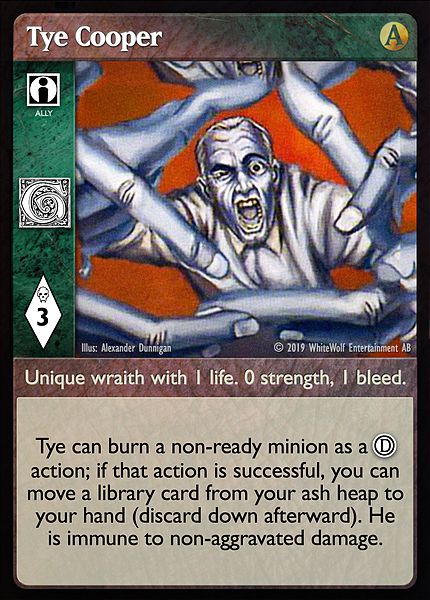 Tye Cooper
A
ALLY
3
Illus: Alexander Dunnigan © 2019 WhiteWolf Entertainment AB
Unique wraith with 1 life. 0 strength, 1 bleed.
Tye can burn a non-ready minion as a Ⓓ
action; if that action is successful, you can
move a library card from your ash heap to
your hand (discard down afterward). He
is immune to non-aggravated damage.